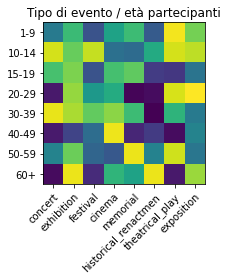 Tipo di evento / età partecipanti
1-9
10-14
15-19
20-29
30-39
40-49
50-59
60+
concert
exhibition
festival
cinema
memorial
historical_renactmen
theatrical_play
exposition